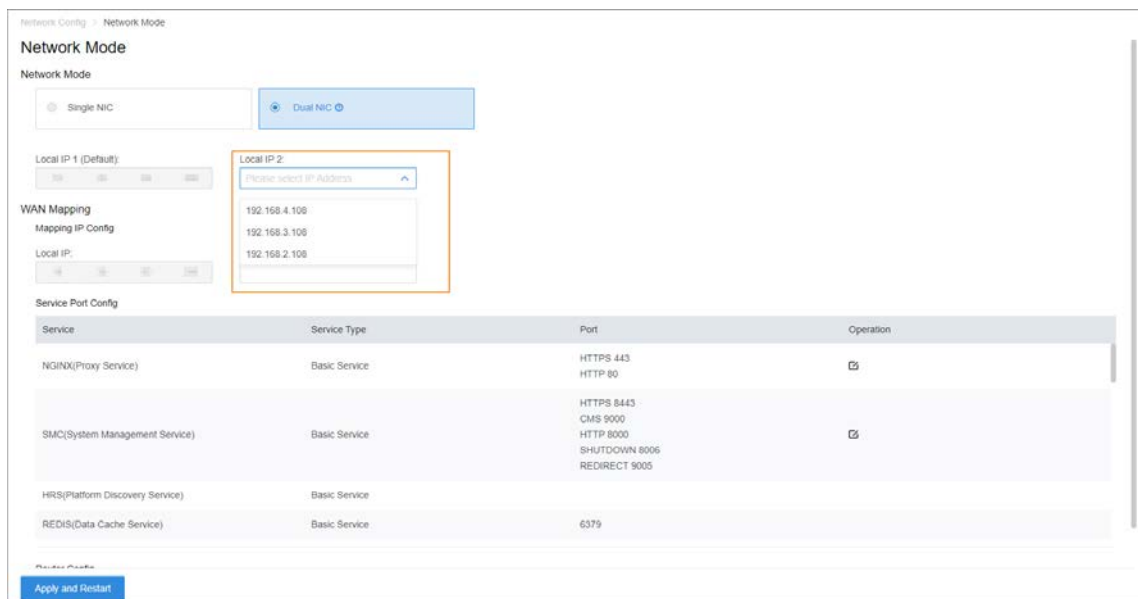 Network Config > Network Mode
Network Mode
Network Mode
Single NIC
Dual NIC
Local IP 1 (Default):
Local IP 2:
Please select IP Address
192.168.4.108
192.168.3.108
192.168.2.108
WAN Mapping
Mapping IP Config
Local IP:
Service Port Config
Service Service Type Port Operation
NGINX(Proxy Service) Basic Service HTTPS 443
HTTP 80
SMC(System Management Service) Basic Service HTTPS 8443
CMS 9000
HTTP 8000
SHUTDOWN 8006
REDIRECT 9005
HRS(Platform Discovery Service) Basic Service
REDIS(Data Cache Service) Basic Service 6379
Router Config
Apply and Restart